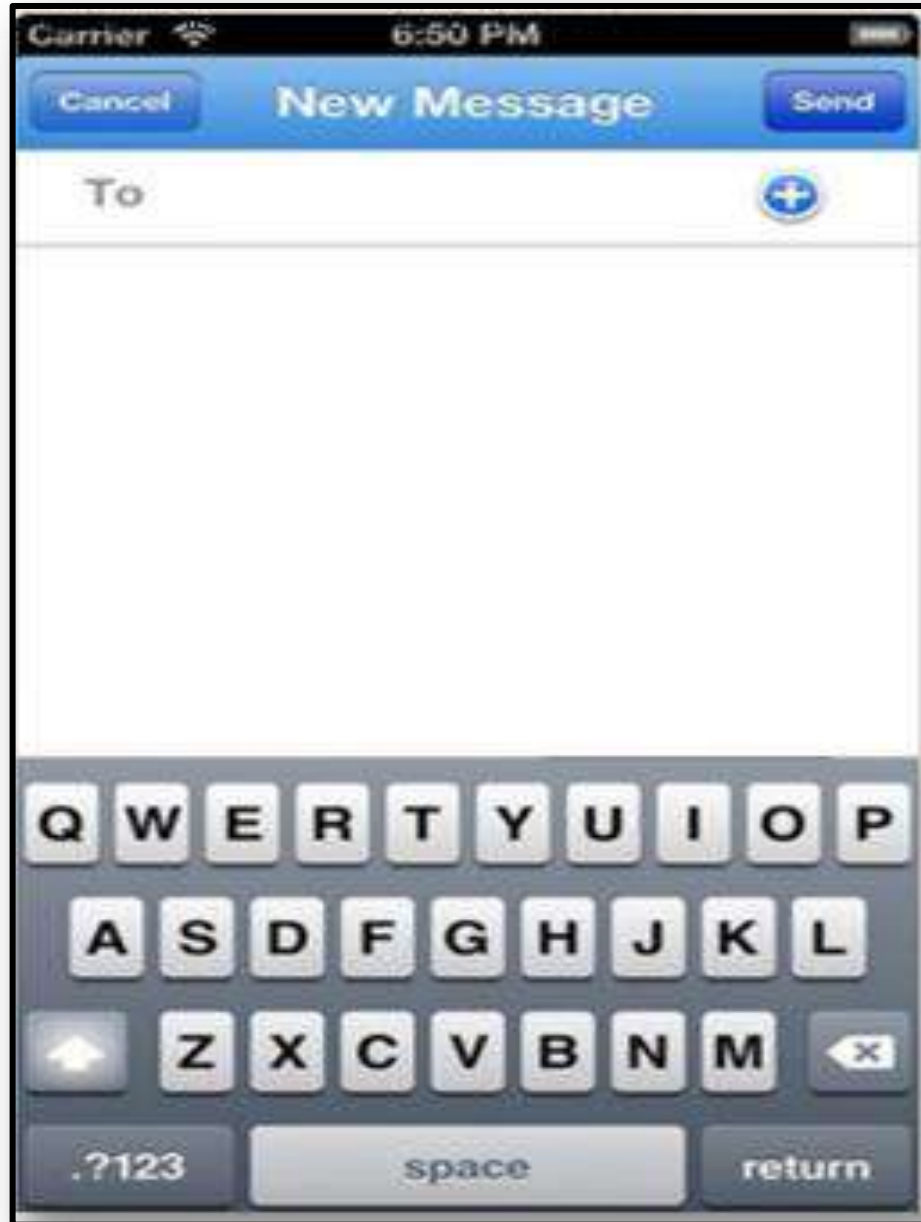 Carrier 6:50 PM
Cancel New Message Send
To
Q W E R T Y U I O P
A S D F G H J K L
Z X C V B N M
.?123 space return